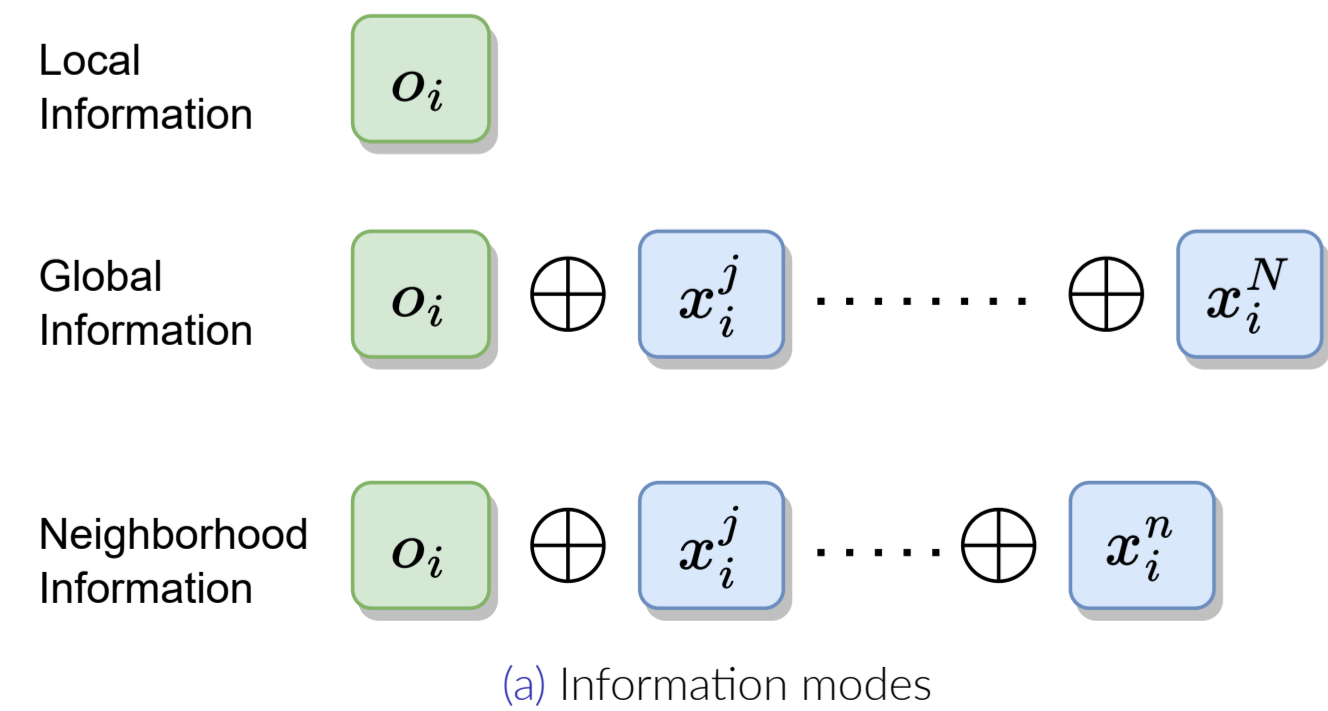 Local
Information
o_i
Global
Information
o_i ⊕ x_i^j ......... ⊕ x_i^N
Neighborhood
Information
o_i ⊕ x_i^j ..... ⊕ x_i^n
(a) Information modes